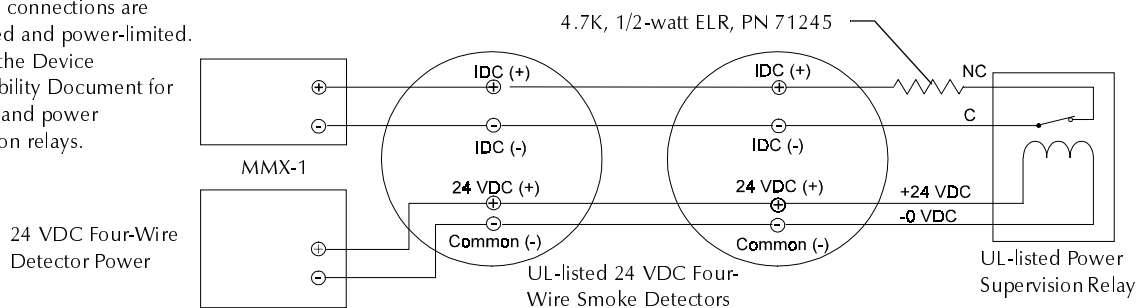 connections are
ed and power-limited.
the Device
bility Document for
and power
on relays.
4.7K, 1/2-watt ELR, PN 71245
IDC (+)
IDC (+)
NC
C
IDC (-)
IDC (-)
MMX-1
24 VDC (+)
24 VDC (+)
+24 VDC
-0 VDC
Common (-)
Common (-)
24 VDC Four-Wire
Detector Power
UL-listed 24 VDC Four-
Wire Smoke Detectors
UL-listed Power
Supervision Relay